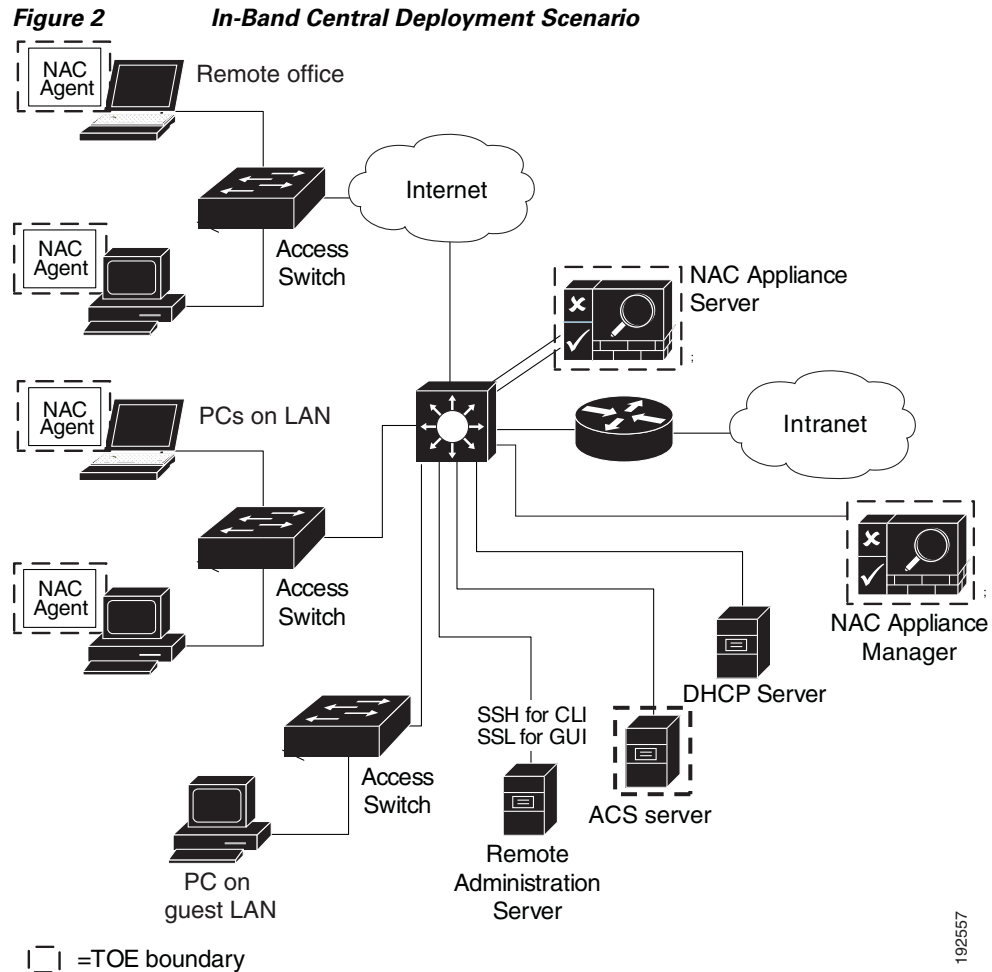 Figure 2 In-Band Central Deployment Scenario
NAC
Agent
Remote office
Internet
NAC
Agent
Access
Switch
NAC Appliance
Server
;
NAC
Agent
PCs on LAN
Intranet
NAC
Agent
Access
Switch
;
NAC Appliance
Manager
DHCP Server
SSH for CLI
SSL for GUI
Access
Switch
ACS server
Remote
Administration
Server
PC on
guest LAN
=TOE boundary
192557